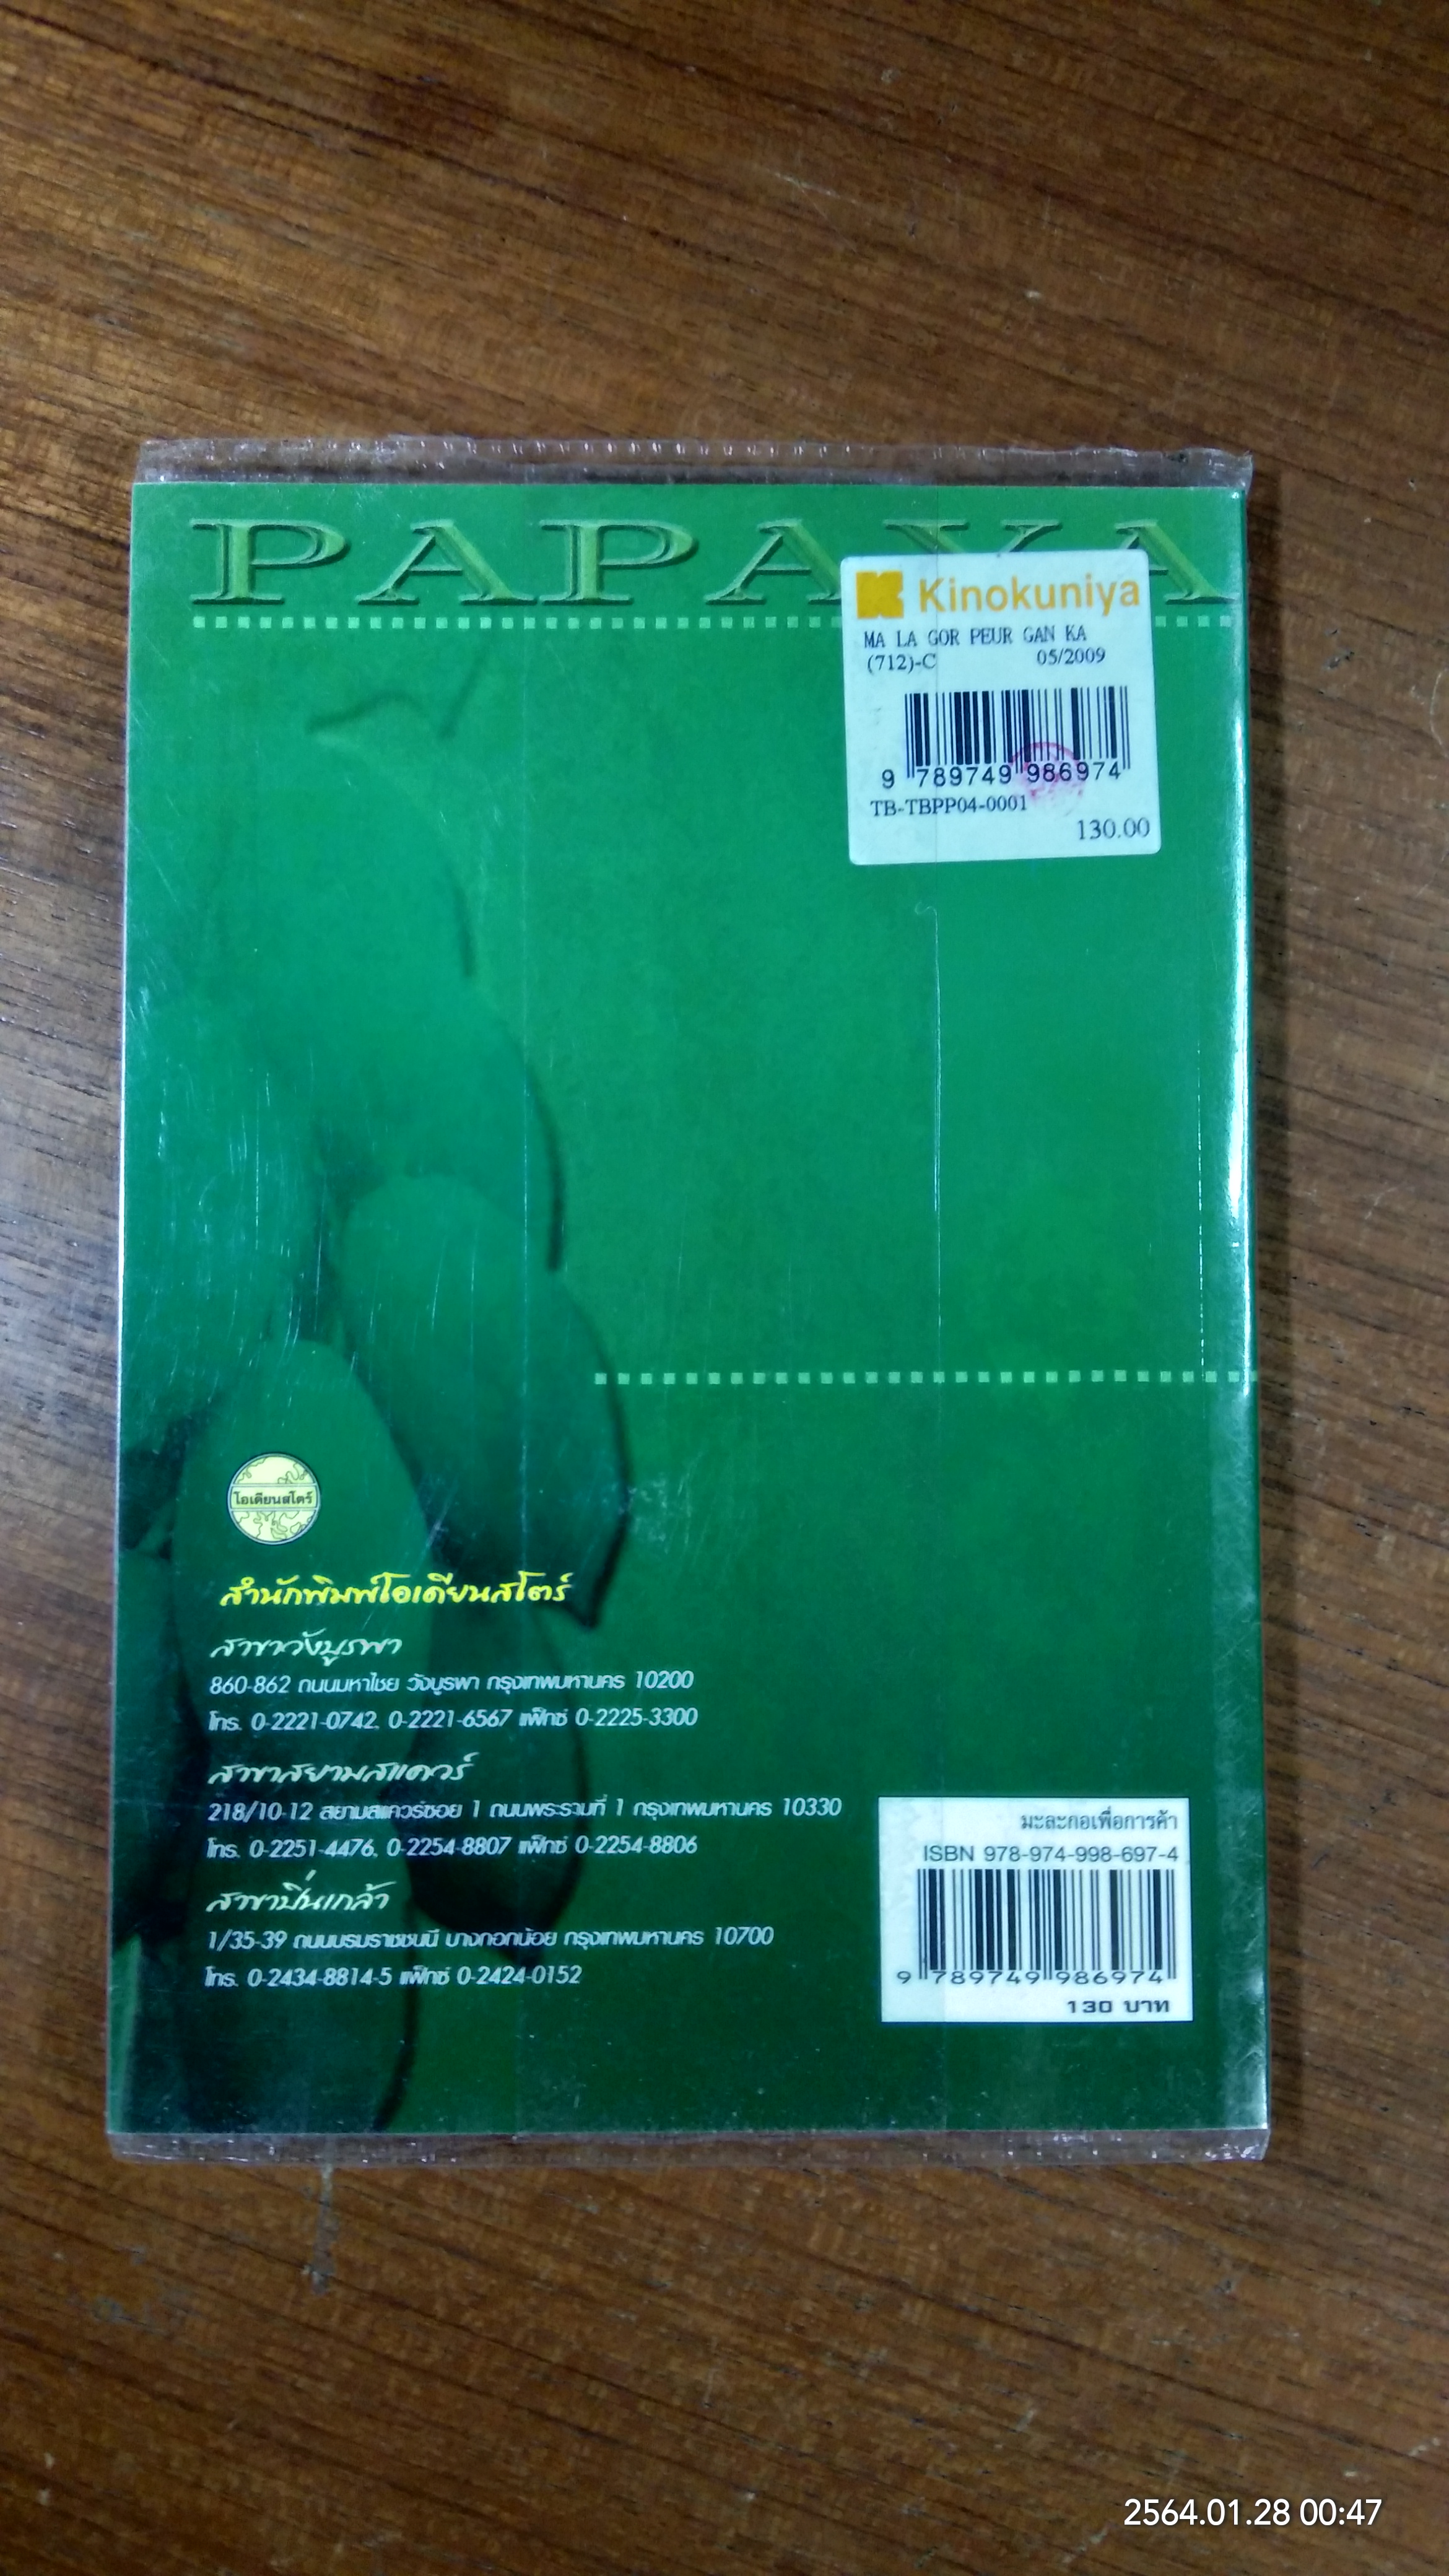 PAPAYA
Kinokuniya
MA LA GOR PEUR GAN KA
(712)-C 05/2009
9 789749 986974
TB-TBPP04-0001
130.00
โอเดียนสโตร์
สำนักพิมพ์โอเดียนสโตร์
สาขาวังบูรพา
860-862 ถนนมหาไชย วังบูรพา กรุงเทพมหานคร 10200
โทร. 0-2221-0742, 0-2221-6567 แฟ็กซ์ 0-2225-3300
สาขาสยามสแควร์
218/10-12 สยามสแควร์ซอย 1 ถนนพระรามที่ 1 กรุงเทพมหานคร 10330
โทร. 0-2251-4476, 0-2254-8807 แฟ็กซ์ 0-2254-8806
สาขาปิ่นเกล้า
1/35-39 ถนนบรมราชชนนี บางกอกน้อย กรุงเทพมหานคร 10700
โทร. 0-2434-8814-5 แฟ็กซ์ 0-2424-0152
มะละกอเพื่อการค้า
ISBN 978-974-998-697-4
9 789749 986974
130 บาท
2564.01.28 00:47